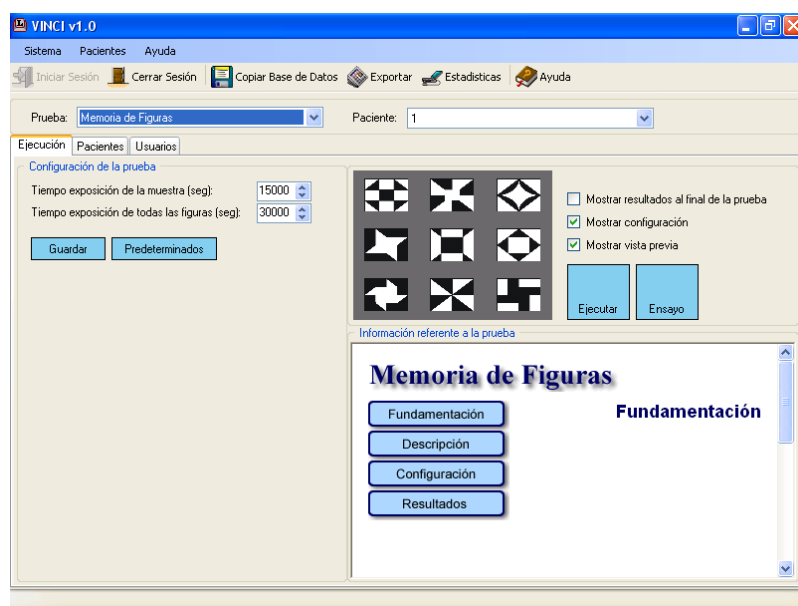 VINCI v1.0
Sistema Pacientes Ayuda
Iniciar Sesión Cerrar Sesión Copiar Base de Datos Exportar Estadisticas Ayuda
Prueba: Memoria de Figuras Paciente: 1
Ejecución Pacientes Usuarios
Configuración de la prueba
Tiempo exposición de la muestra (seg): 15000
Tiempo exposición de todas las figuras (seg): 30000
Guardar Predeterminados
Mostrar resultados al final de la prueba
Mostrar configuración
Mostrar vista previa
Ejecutar Ensayo
Información referente a la prueba
Memoria de Figuras
Fundamentación Fundamentación
Descripción
Configuración
Resultados